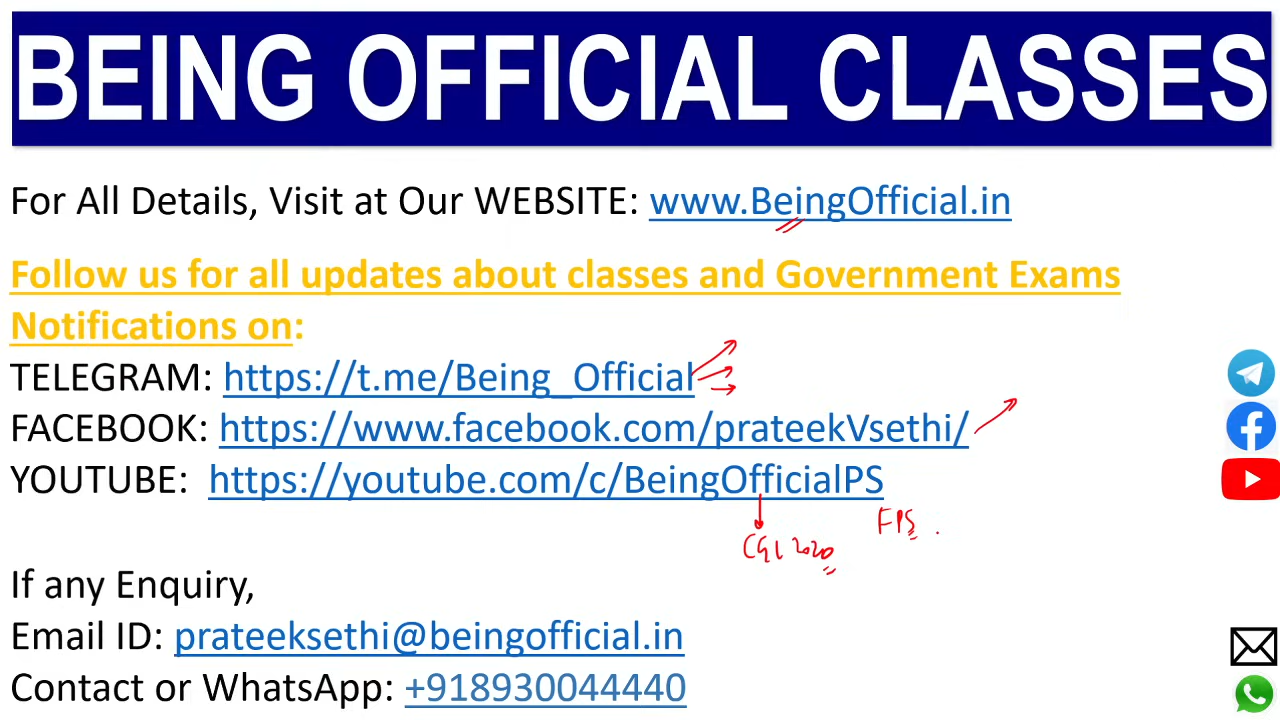 BEING OFFICIAL CLASSES
For All Details, Visit at Our WEBSITE: www.BeingOfficial.in
Follow us for all updates about classes and Government Exams
Notifications on:
TELEGRAM: https://t.me/Being_Official
FACEBOOK: https://www.facebook.com/prateekVsethi/
YOUTUBE: https://youtube.com/c/BeingOfficialPS
FPS
CGL 2020
If any Enquiry,
Email ID: prateeksethi@beingofficial.in
Contact or WhatsApp: +918930044440